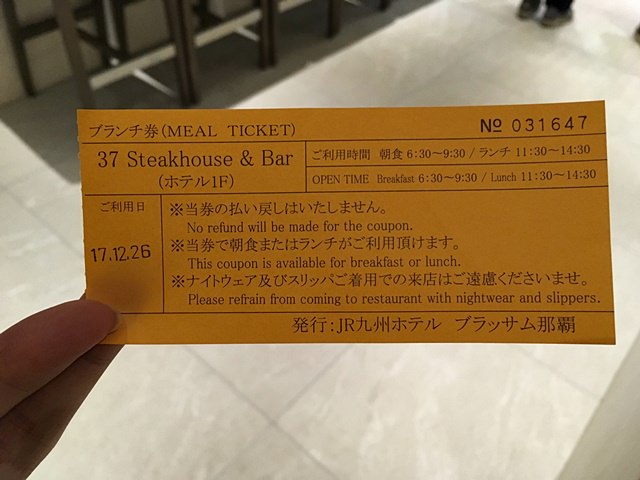 ブランチ券(MEAL TICKET)
№ 031647
37 Steakhouse & Bar
(ホテル1F)
ご利用時間 朝食 6:30〜9:30 / ランチ 11:30〜14:30
OPEN TIME Breakfast 6:30〜9:30 / Lunch 11:30〜14:30
ご利用日
17.12.26
※当券の払い戻しはいたしません。
No refund will be made for the coupon.
※当券で朝食またはランチがご利用頂けます。
This coupon is available for breakfast or lunch.
※ナイトウェア及びスリッパご着用での来店はご遠慮くださいませ。
Please refrain from coming to restaurant with nightwear and slippers.
発行:JR九州ホテル ブラッサム那覇